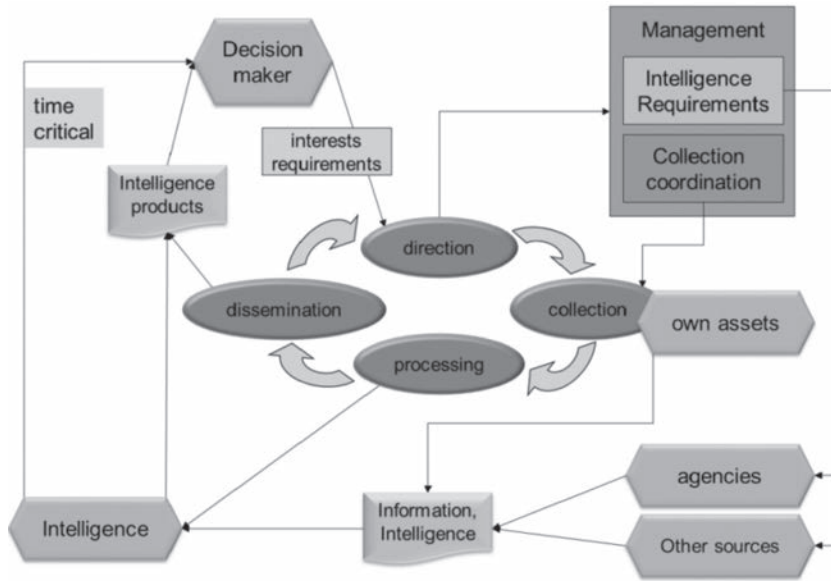 Decision
maker
Management
Intelligence
Requirements
Collection
coordination
time
critical
interests
requirements
Intelligence
products
direction
dissemination
collection
own assets
processing
agencies
Information,
Intelligence
Intelligence
Other sources